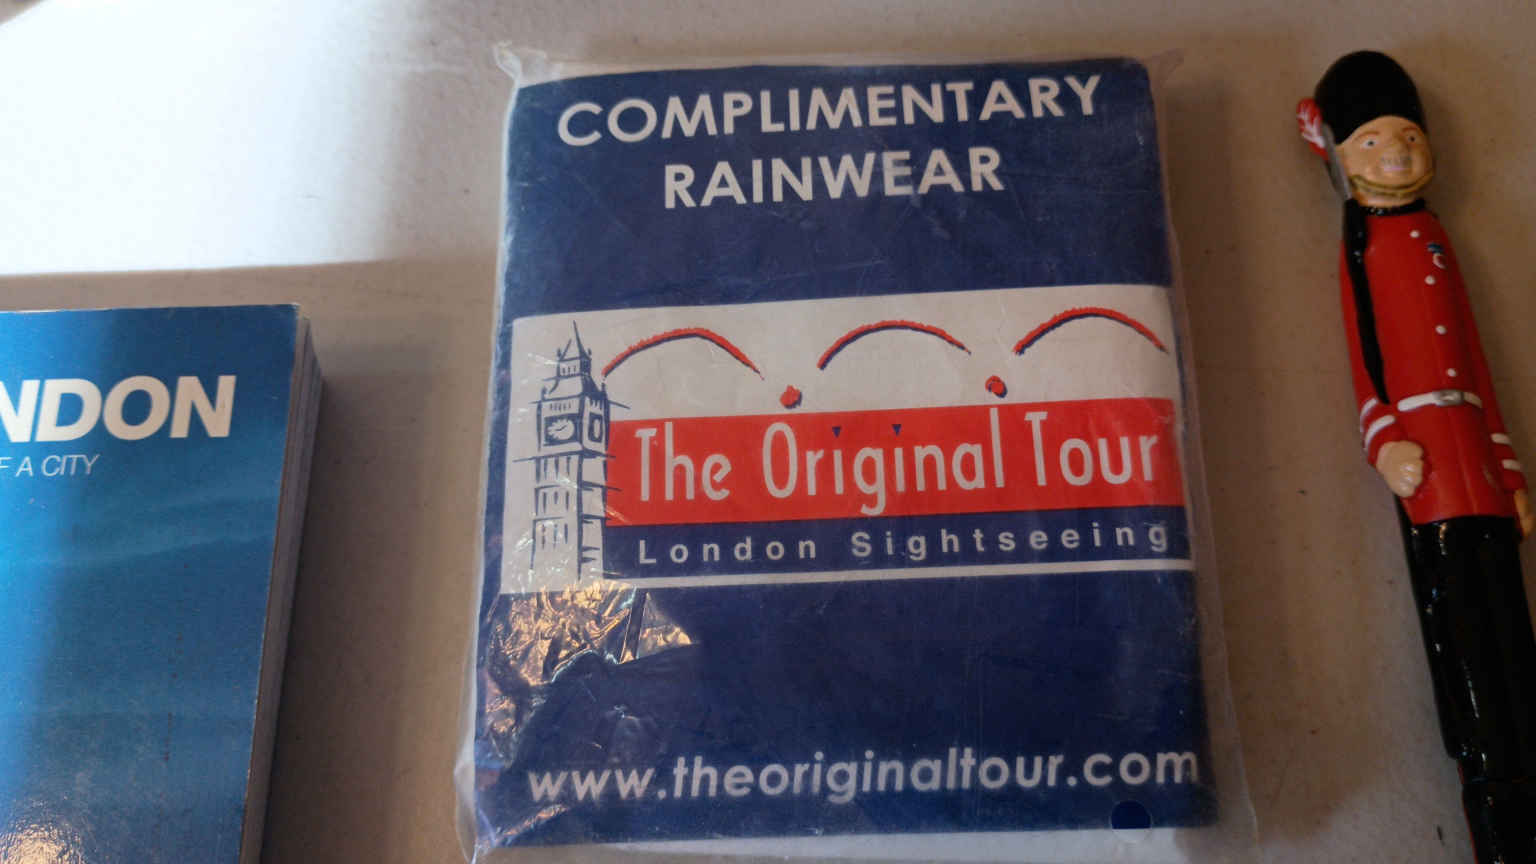 COMPLIMENTARY
RAINWEAR
The Original Tour
London Sightseeing
www.theoriginaltour.com
NDON
F A CITY